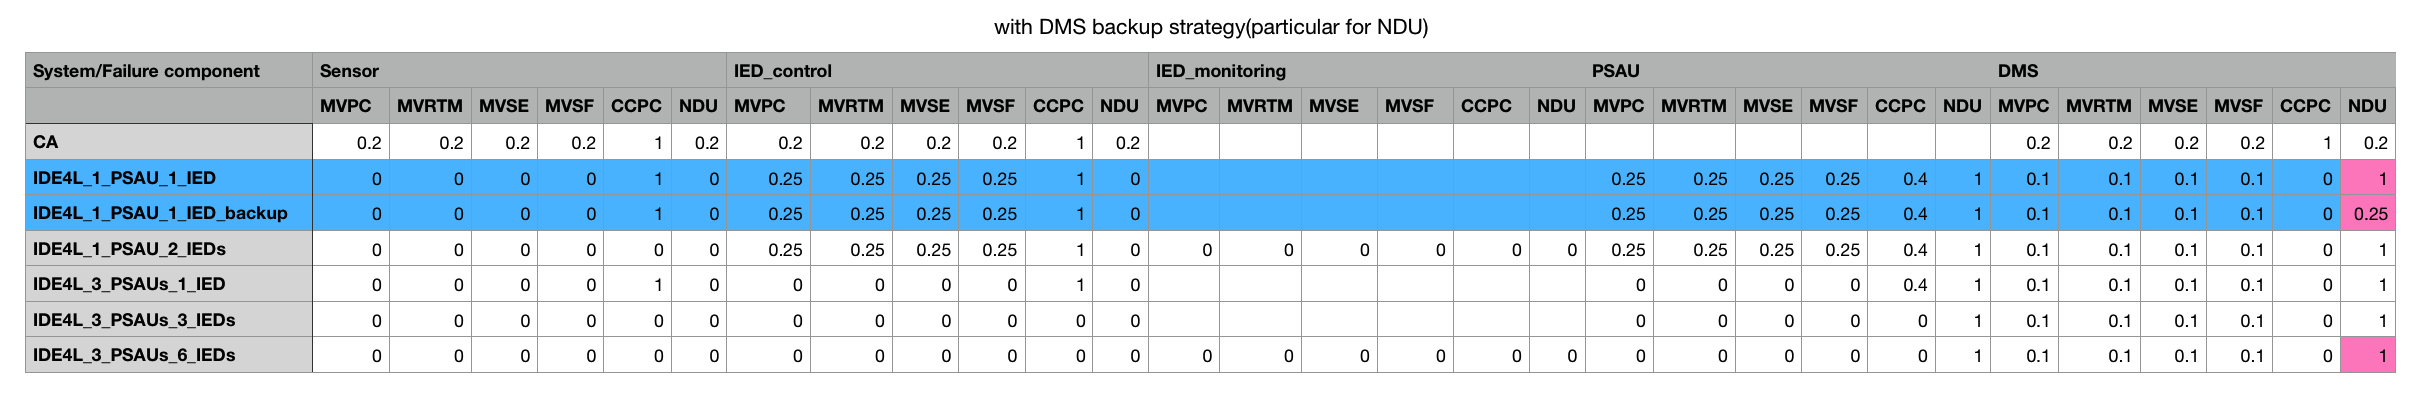 with DMS backup strategy(particular for NDU)
System/Failure component Sensor IED_control IED_monitoring PSAU DMS
MVPC MVRTM MVSE MVSF CCPC NDU MVPC MVRTM MVSE MVSF CCPC NDU MVPC MVRTM MVSE MVSF CCPC NDU MVPC MVRTM MVSE MVSF CCPC NDU MVPC MVRTM MVSE MVSF CCPC NDU
CA 0.2 0.2 0.2 0.2 1 0.2 0.2 0.2 0.2 0.2 1 0.2 0.2 0.2 0.2 0.2 1 0.2
IDE4L_1_PSAU_1_IED 0 0 0 0 1 0 0.25 0.25 0.25 0.25 1 0 0.25 0.25 0.25 0.25 0.4 1 0.1 0.1 0.1 0.1 0 1
IDE4L_1_PSAU_1_IED_backup 0 0 0 0 1 0 0.25 0.25 0.25 0.25 1 0 0.25 0.25 0.25 0.25 0.4 1 0.1 0.1 0.1 0.1 0 0.25
IDE4L_1_PSAU_2_IEDs 0 0 0 0 0 0 0.25 0.25 0.25 0.25 1 0 0 0 0 0 0 0 0.25 0.25 0.25 0.25 0.4 1 0.1 0.1 0.1 0.1 0 1
IDE4L_3_PSAUs_1_IED 0 0 0 0 1 0 0 0 0 0 1 0 0 0 0 0 0.4 1 0.1 0.1 0.1 0.1 0 1
IDE4L_3_PSAUs_3_IEDs 0 0 0 0 0 0 0 0 0 0 0 0 0 0 0 0 0 1 0.1 0.1 0.1 0.1 0 1
IDE4L_3_PSAUs_6_IEDs 0 0 0 0 0 0 0 0 0 0 0 0 0 0 0 0 0 0 0 0 0 0 0 1 0.1 0.1 0.1 0.1 0 1